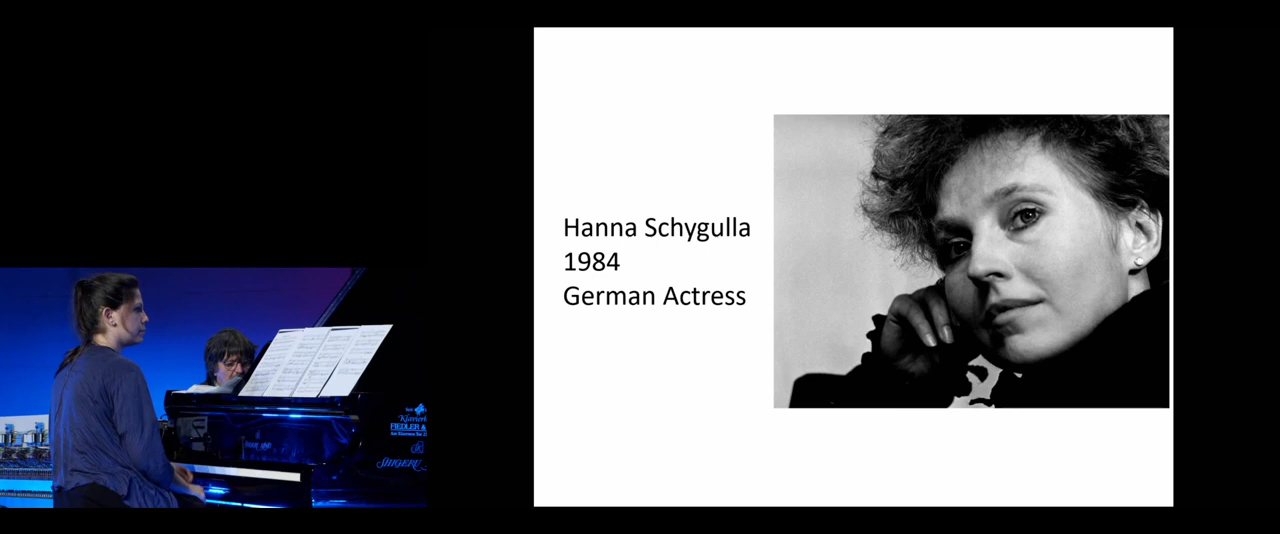 Hanna Schygulla
1984
German Actress
FIEDLER &
SHIGERU